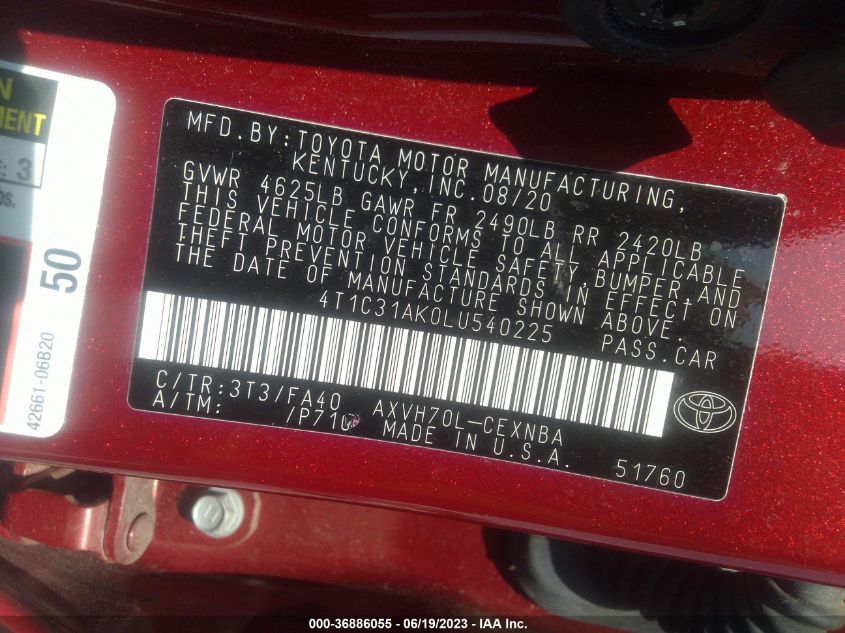 N
MENT
: 3
bs.
50
42661-06B20
MFD.BY:TOYOTA MOTOR MANUFACTURING,
KENTUCKY,INC.08/20
GVWR 4625LB GAWR FR 2490LB RR 2420LB
THIS VEHICLE CONFORMS TO ALL APPLICABLE
FEDERAL MOTOR VEHICLE SAFETY,BUMPER,AND
THEFT PREVENTION STANDARDS IN EFFECT ON
THE DATE OF MANUFACTURE SHOWN ABOVE.
4T1C31AK0LU540225 PASS.CAR
C/TR:3T3/FA40 AXVH70L-CEXNBA
A/TM: /P710 MADE IN U.S.A. 51760
000-36886055 - 06/19/2023 - IAA Inc.